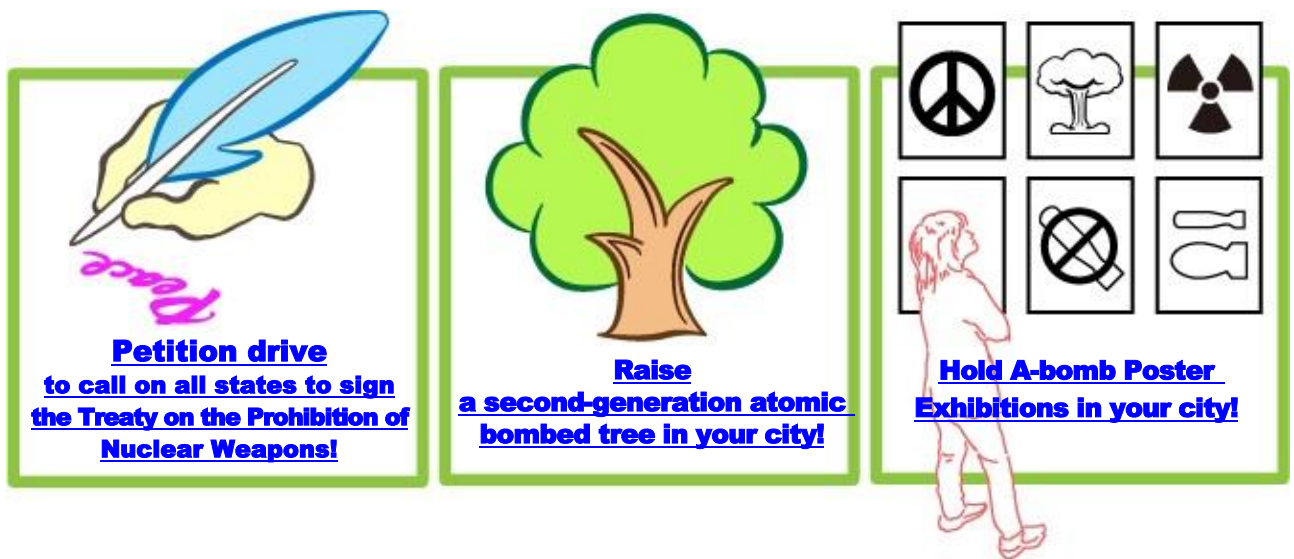 Peace
Petition drive
to call on all states to sign
the Treaty on the Prohibition of
Nuclear Weapons!
Raise
a second-generation atomic
bombed tree in your city!
Hold A-bomb Poster
Exhibitions in your city!